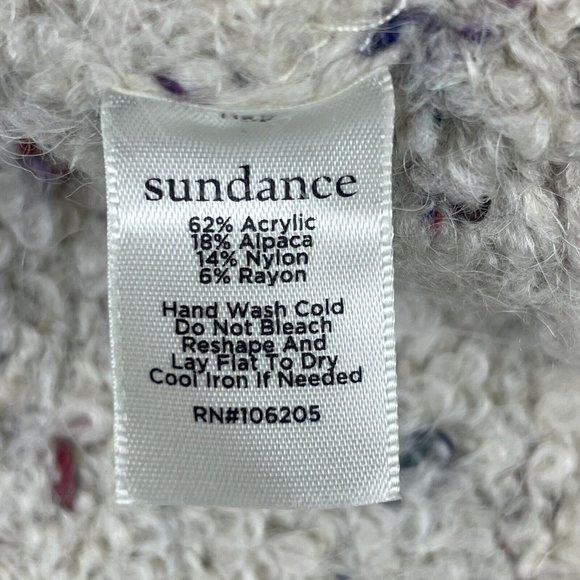 sundance
62% Acrylic
18% Alpaca
14% Nylon
6% Rayon
Hand Wash Cold
Do Not Bleach
Reshape And
Lay Flat To Dry
Cool Iron If Needed
RN#106205